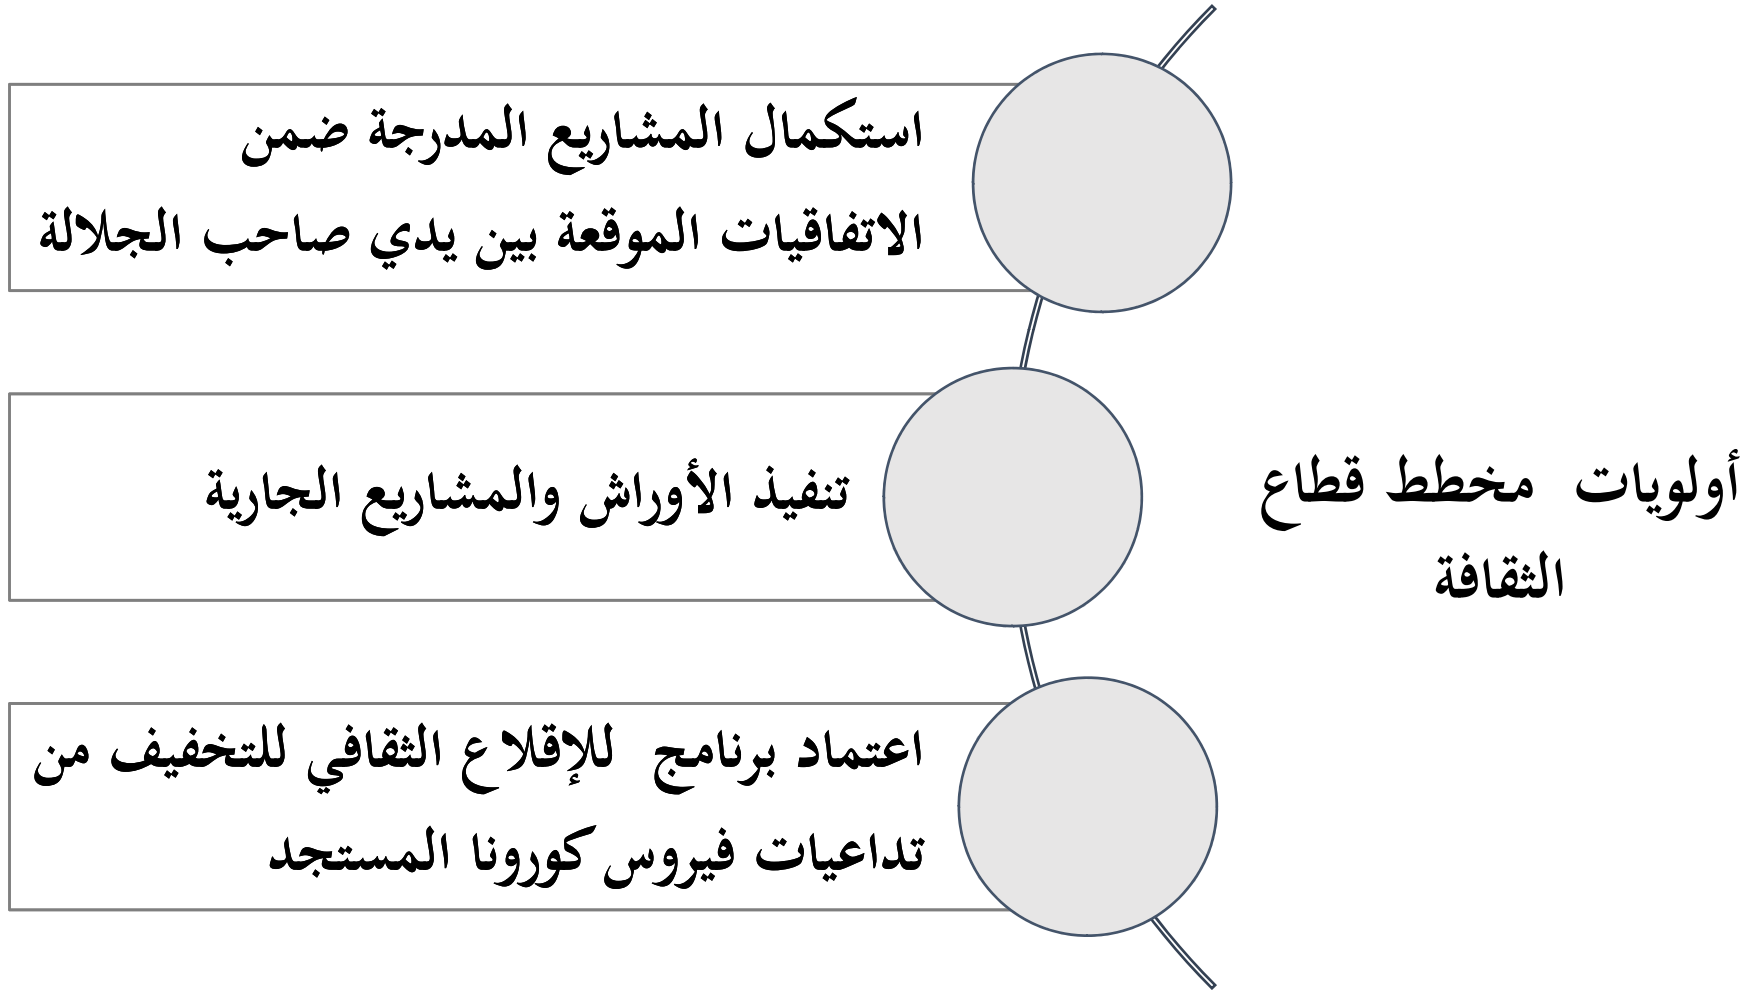 أولويات مخطط قطاع
الثقافة
استكمال المشاريع المدرجة ضمن
الاتفاقيات الموقعة بين يدي صاحب الجلالة
تنفيذ الأوراش والمشاريع الجارية
اعتماد برنامج للإقلاع الثقافي للتخفيف من
تداعيات فيروس كورونا المستجد